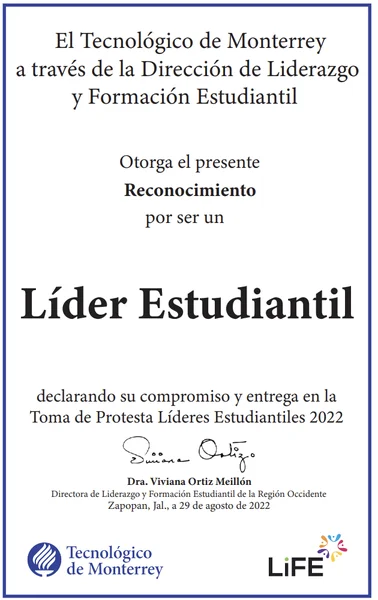 El Tecnológico de Monterrey
a través de la Dirección de Liderazgo
y Formación Estudiantil
Otorga el presente
Reconocimiento
por ser un
Líder Estudiantil
declarando su compromiso y entrega en la
Toma de Protesta Líderes Estudiantiles 2022
Viviana Ortizo
Dra. Viviana Ortiz Meillón
Directora de Liderazgo y Formación Estudiantil de la Región Occidente
Zapopan, Jal., a 29 de agosto de 2022
Tecnológico
de Monterrey
LiFE